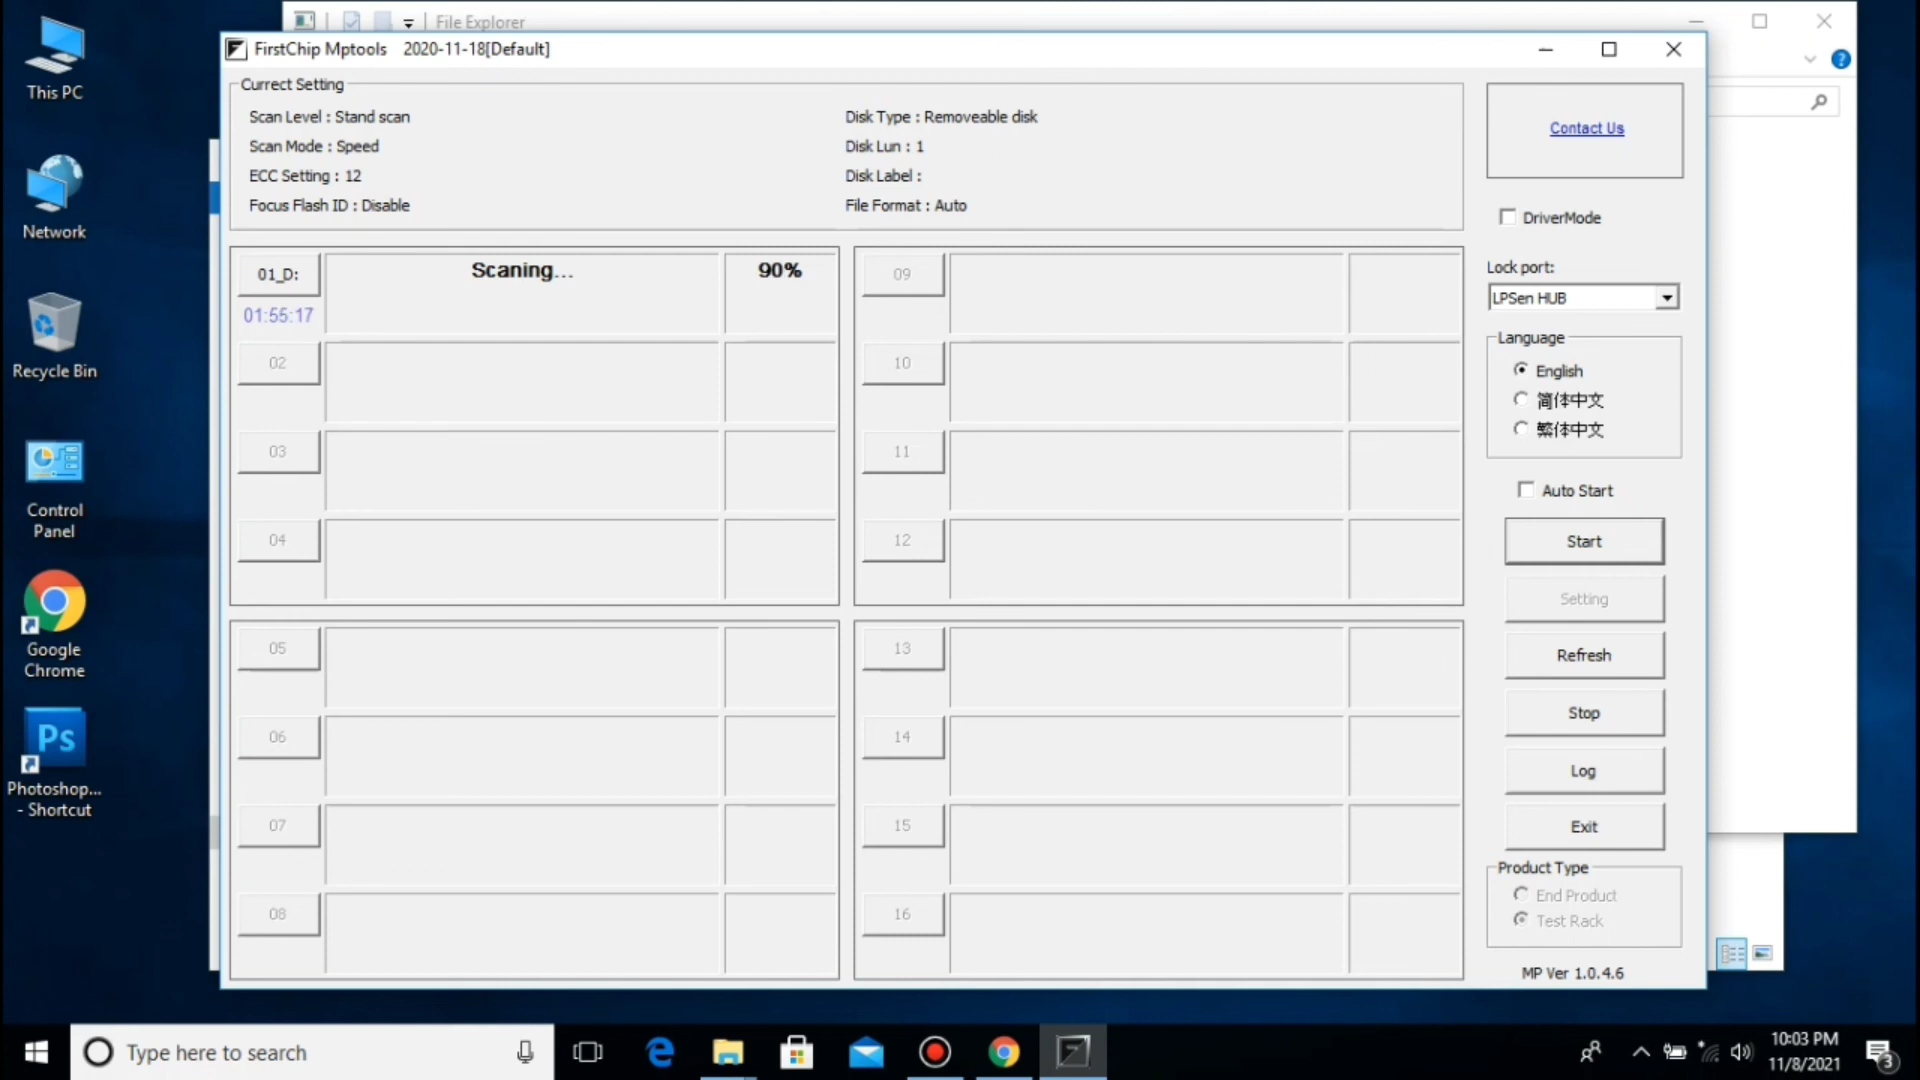 File Explorer
FirstChip Mptools 2020-11-18[Default]
Currect Setting
Scan Level : Stand scan
Scan Mode : Speed
ECC Setting : 12
Focus Flash ID : Disable
Disk Type : Removeable disk
Disk Lun : 1
Disk Label :
File Format : Auto
Contact Us
DriverMode
Lock port:
LPSen HUB
Language
English
简体中文
繁体中文
Auto Start
Start
Setting
Refresh
Stop
Log
Exit
Product Type
End Product
Test Rack
MP Ver 1.0.4.6
01_D:
Scaning...
90%
01:55:17
02
03
04
05
06
07
08
09
10
11
12
13
14
15
16
This PC
Network
Recycle Bin
Control
Panel
Google
Chrome
Ps
Photoshop...
- Shortcut
Type here to search
10:03 PM
11/8/2021
3